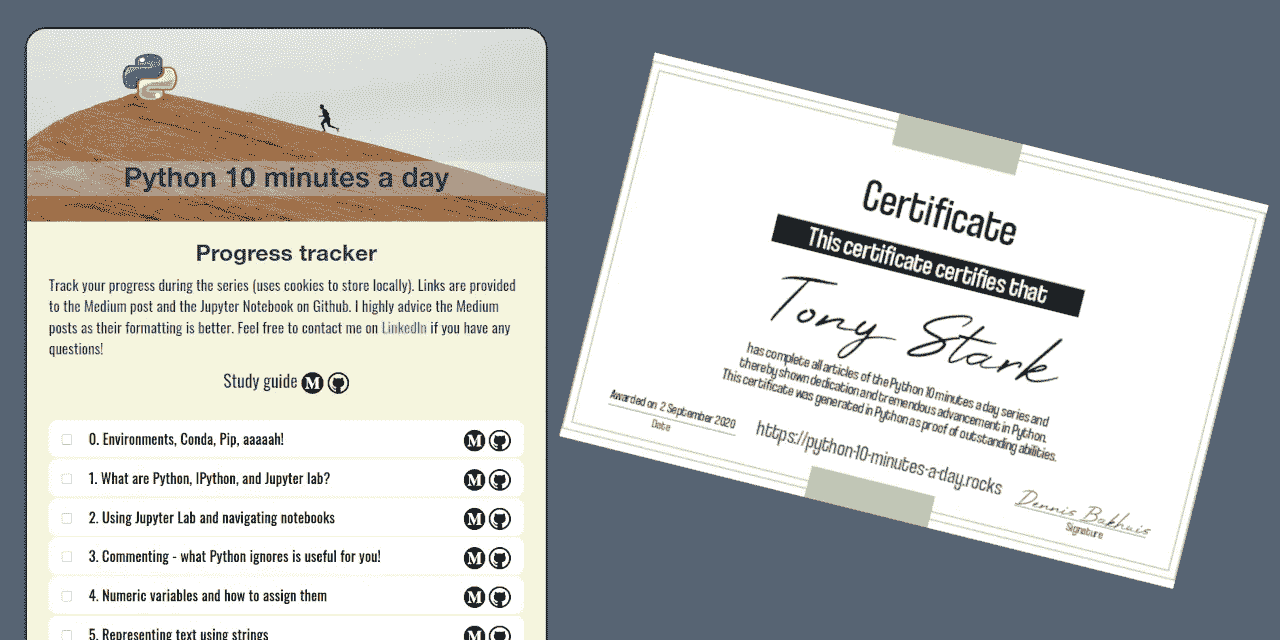 Python 10 minutes a day
Progress tracker
Track your progress during the series (uses cookies to store locally). Links are provided
to the Medium post and the Jupyter Notebook on Github. I highly advice the Medium
posts as their formatting is better. Feel free to contact me on LinkedIn if you have any
questions!
Study guide M
0. Environments, Conda, Pip, aaaaah! M
1. What are Python, IPython, and Jupyter lab? M
2. Using Jupyter Lab and navigating notebooks M
3. Commenting - what Python ignores is useful for you! M
4. Numeric variables and how to assign them M
5. Representing text using strings M
Certificate
This certificate certifies that
Tony Stark
has complete all articles of the Python 10 minutes a day series and
thereby shown dedication and tremendous advancement in Python.
This certificate was generated in Python as proof of outstanding abilities.
Awarded on 2 September 2020
Date
https://python-10-minutes-a-day.rocks
Dennis Bakhuis
Signature